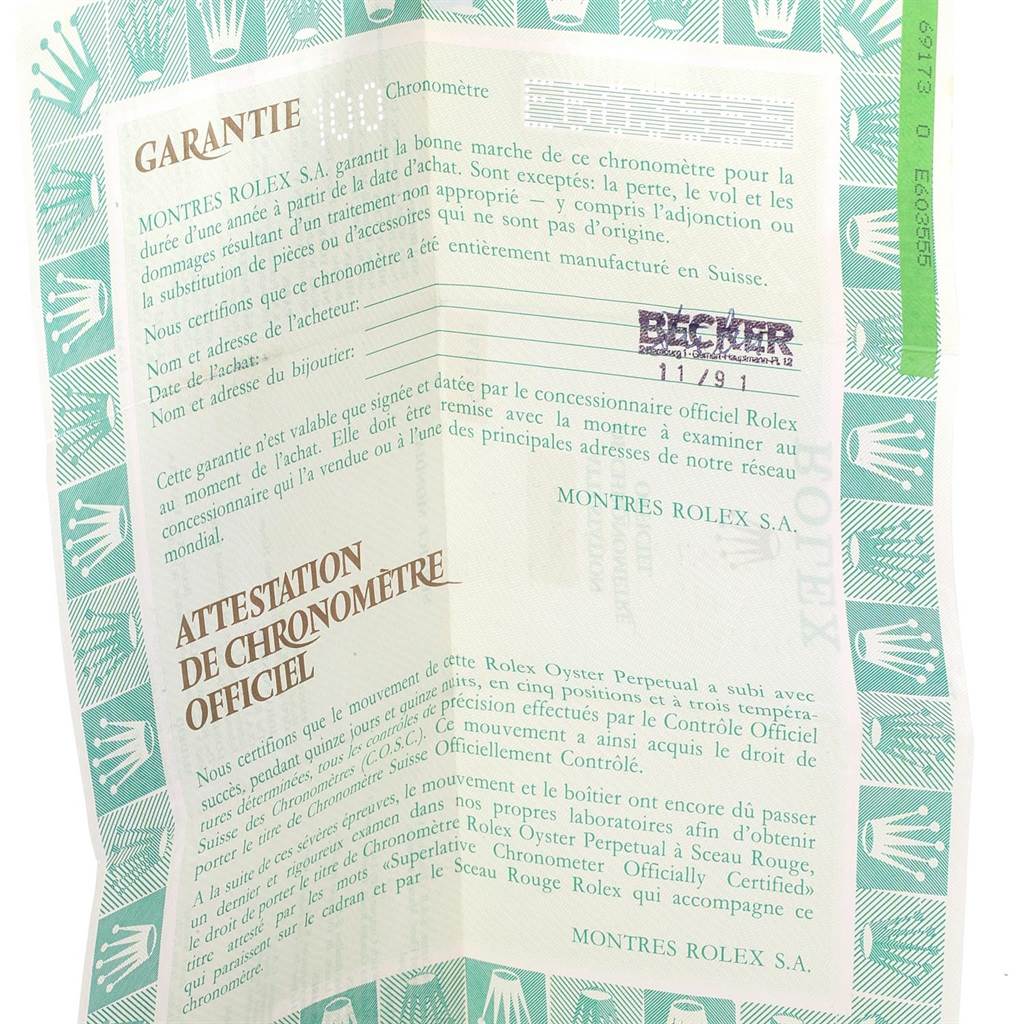 GARANTIE 100 Chronomètre
MONTRES ROLEX S.A. garantit la bonne marche de ce chronomètre pour la
durée d'une année à partir de la date d'achat. Sont exceptés: la perte, le vol et les
dommages résultant d'un traitement non approprié – y compris l'adjonction ou
la substitution de pièces ou d'accessoires qui ne sont pas d'origine.
Nous certifions que ce chronomètre a été entièrement manufacturé en Suisse.
Nom et adresse de l'acheteur:
Date de l'achat:
Nom et adresse du bijoutier:
BECKER
11/91
Cette garantie n'est valable que signée et datée par le concessionnaire officiel Rolex
au moment de l'achat. Elle doit être remise avec la montre à examiner au
concessionnaire qui l'a vendue ou à l'une des principales adresses de notre réseau
mondial.
MONTRES ROLEX S.A.
ATTESTATION
DE CHRONOMÈTRE
OFFICIEL
Nous certifions que le mouvement de cette Rolex Oyster Perpetual a subi avec
succès, pendant quinze jours et quinze nuits, en cinq positions et à trois tempéra-
tures déterminées, tous les contrôles de précision effectués par le Contrôle Officiel
Suisse des Chronomètres (C.O.S.C.). Ce mouvement a ainsi acquis le droit de
porter le titre de Chronomètre Suisse Officiellement Contrôlé.
A la suite de ces sévères épreuves, le mouvement et le boîtier ont encore dû passer
un dernier et rigoureux examen dans nos propres laboratoires afin d'obtenir
le droit de porter le titre de Chronomètre Rolex Oyster Perpetual à Sceau Rouge,
titre attesté par les mots «Superlative Chronometer Officially Certified»
qui paraissent sur le cadran et par le Sceau Rouge Rolex qui accompagne ce
chronomètre.
MONTRES ROLEX S.A.
69173 0 E603555
ROLEX